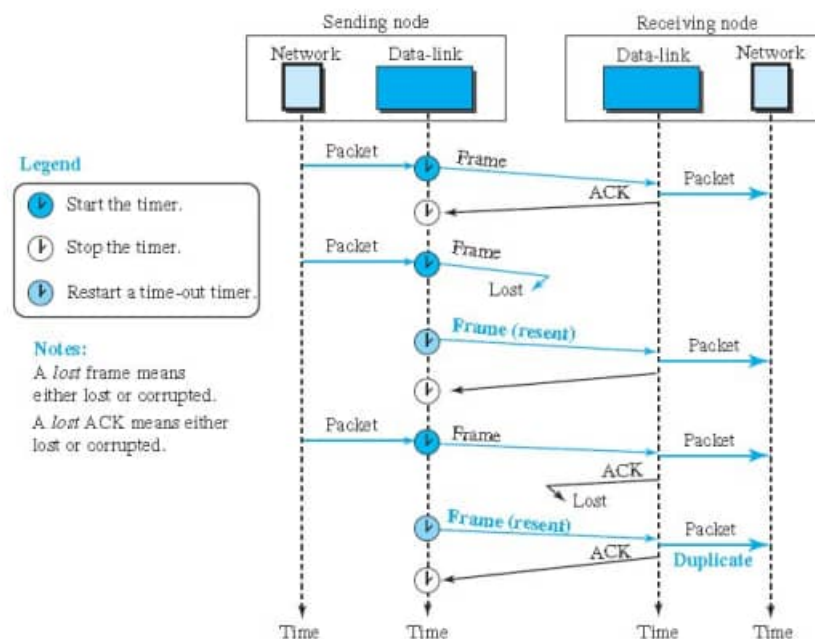 Sending node
Receiving node
Network
Data-link
Data-link
Network
Legend
Start the timer.
Stop the timer.
Restart a time-out timer.
Notes:
A lost frame means
either lost or corrupted.
A lost ACK means either
lost or corrupted.
Packet
Frame
ACK
Packet
Packet
Frame
Lost
Frame (resent)
Packet
Packet
Frame
Packet
ACK
Lost
Frame (resent)
Packet
Duplicate
ACK
Time
Time
Time
Time